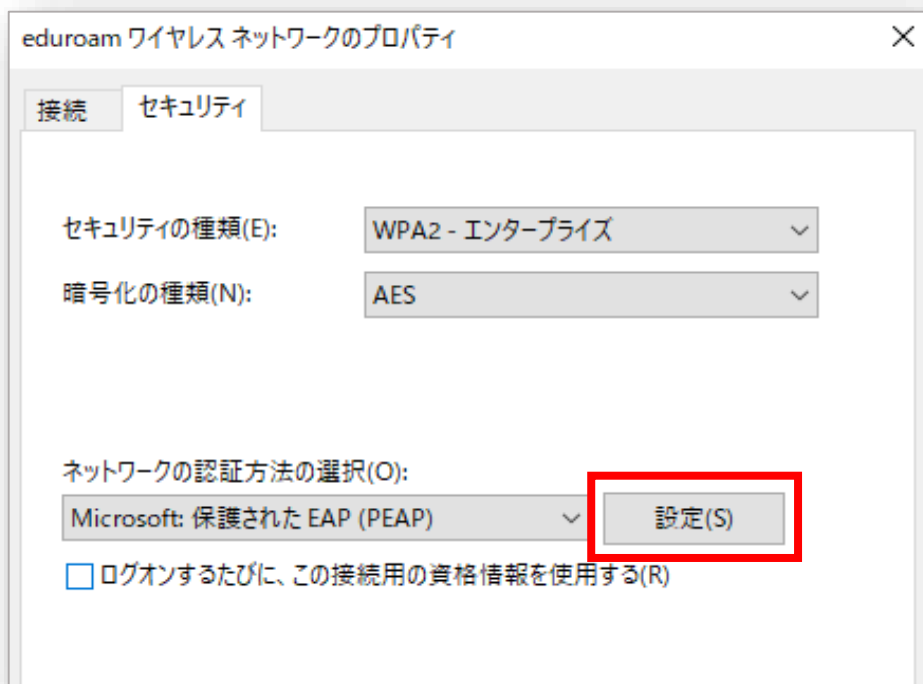 eduroam ワイヤレス ネットワークのプロパティ
接続 セキュリティ
セキュリティの種類(E): WPA2 - エンタープライズ
暗号化の種類(N): AES
ネットワークの認証方法の選択(O):
Microsoft: 保護された EAP (PEAP) 設定(S)
ログオンするたびに、この接続用の資格情報を使用する(R)